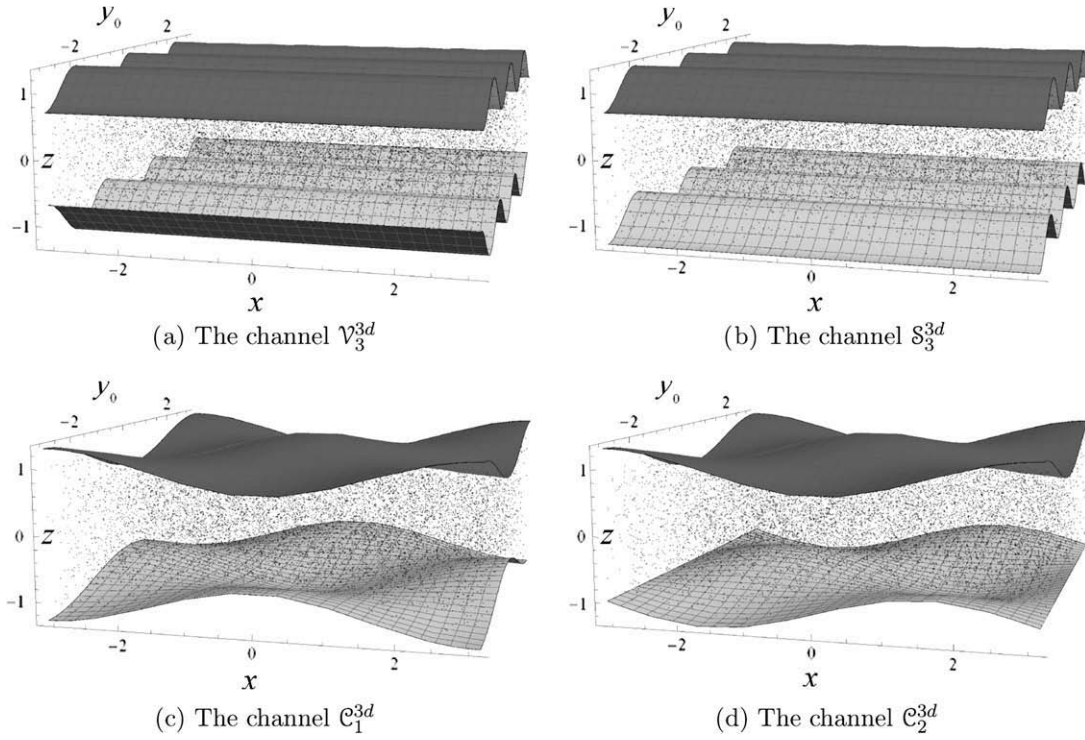 y₀
−2
2
1
z 0
−1
−2
0
2
x
(a) The channel 𝒱₃³ᵈ
y₀
−2
2
1
z 0
−1
−2
0
2
x
(b) The channel 𝒮₃³ᵈ
y₀
−2
2
1
z 0
−1
−2
0
2
x
(c) The channel 𝒞₁³ᵈ
y₀
−2
2
1
z 0
−1
−2
0
2
x
(d) The channel 𝒞₂³ᵈ